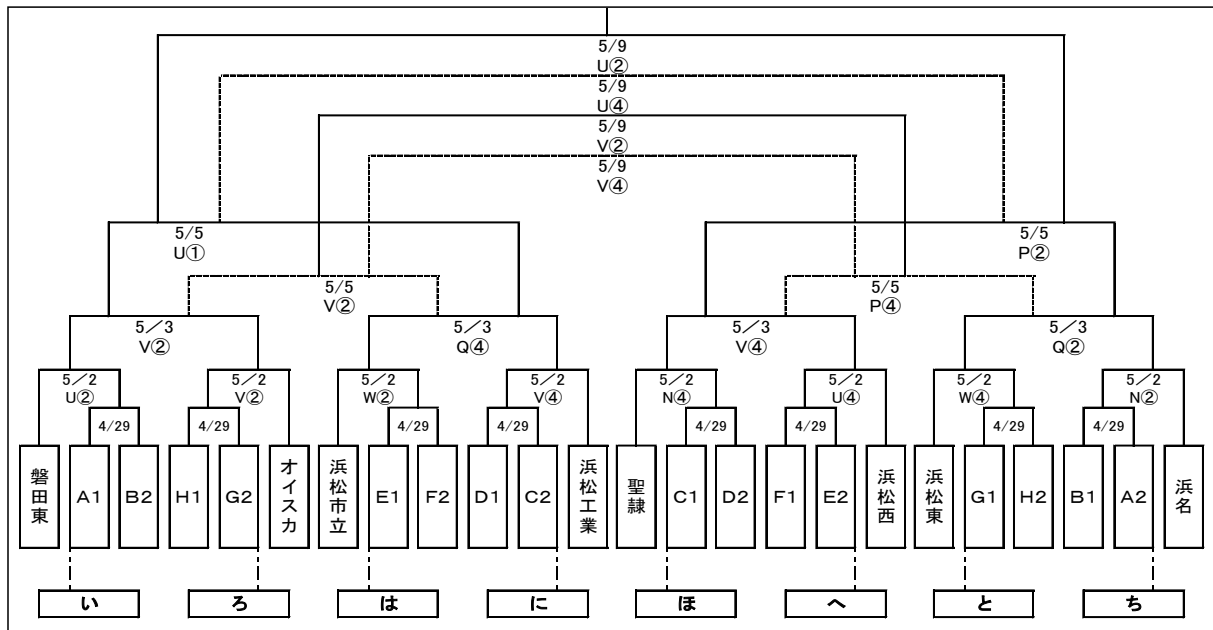 5/9
U②
5/9
U④
5/9
V②
5/9
V④
5/5
U①
5/5
P②
5/5
V②
5/5
P④
5/3
V②
5/3
Q④
5/3
V④
5/3
Q②
5/2
U②
5/2
V②
5/2
W②
5/2
V④
5/2
N④
5/2
U④
5/2
W④
5/2
N②
4/29 4/29 4/29 4/29 4/29 4/29 4/29 4/29
磐田東
A1
B2
H1
G2
オイスカ
浜松市立
E1
F2
D1
C2
浜松工業
聖隷
C1
D2
F1
E2
浜松西
浜松東
G1
H2
B1
A2
浜名
い ろ は に ほ へ と ち